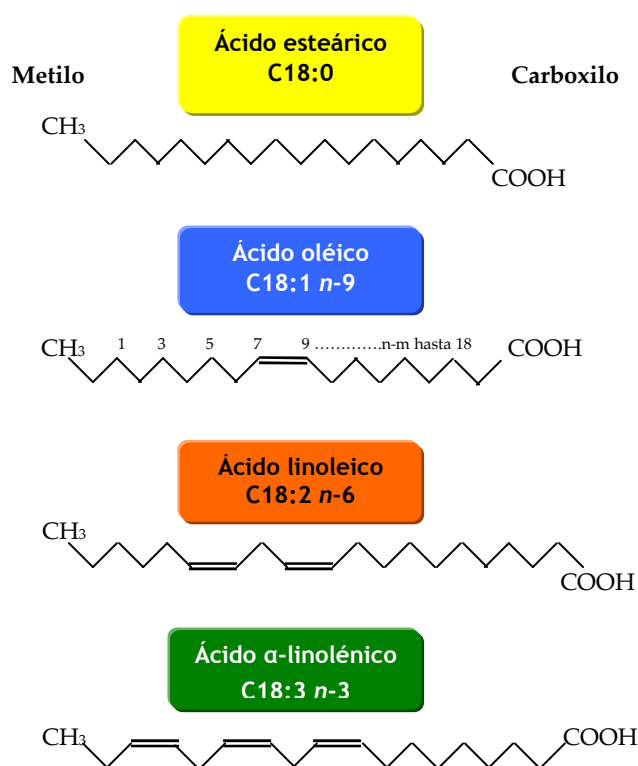 Ácido esteárico
C18:0
Metilo
Carboxilo
CH₃
COOH
Ácido oléico
C18:1 n-9
CH₃ 1 3 5 7 9 .............n-m hasta 18 COOH
Ácido linoleico
C18:2 n-6
CH₃
COOH
Ácido α-linolénico
C18:3 n-3
CH₃ COOH